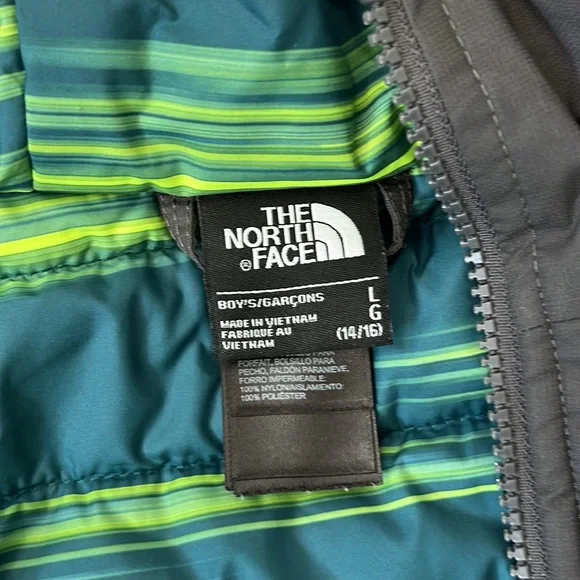 THE
NORTH
FACE
®
BOY'S/GARÇONS L
G
MADE IN VIETNAM
FABRIQUÉ AU (14/16)
VIETNAM
FORFAIT, BOLSILLO PARA
PECHO, FALDÓN PARANIEVE,
FORRO IMPERMEABLE:
100% NYLON/AISLAMIENTO:
100% POLIÉSTER